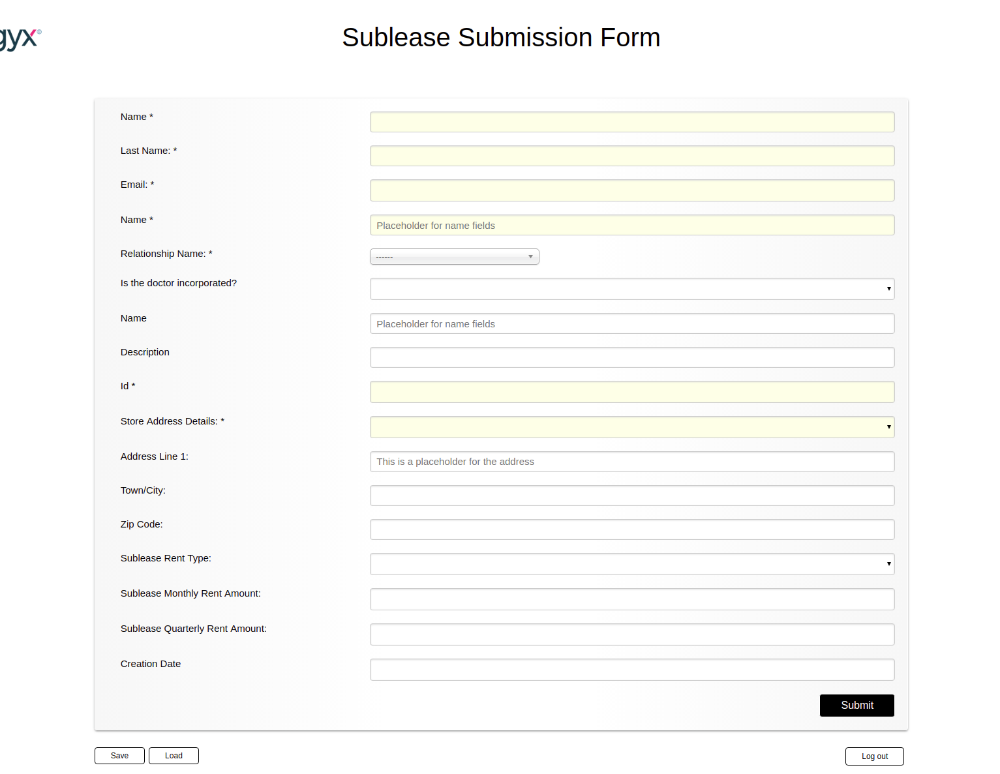 gyx®
Sublease Submission Form
Name *
Last Name: *
Email: *
Name *
Placeholder for name fields
Relationship Name: *
------
Is the doctor incorporated?
Name
Placeholder for name fields
Description
Id *
Store Address Details: *
Address Line 1:
This is a placeholder for the address
Town/City:
Zip Code:
Sublease Rent Type:
Sublease Monthly Rent Amount:
Sublease Quarterly Rent Amount:
Creation Date
Submit
Save
Load
Log out